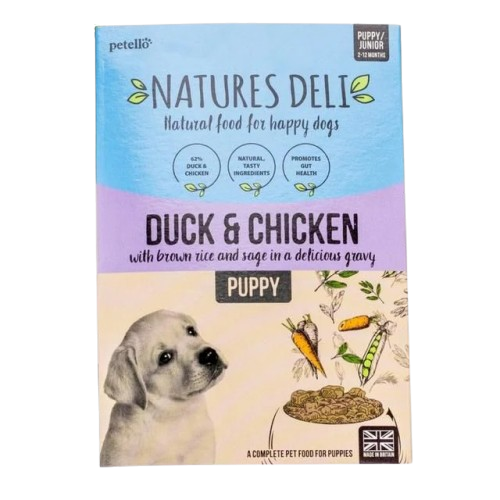 petello
PUPPY/
JUNIOR
2-12 MONTHS
NATURES DELI
Natural food for happy dogs
62%
DUCK &
CHICKEN
NATURAL,
TASTY
INGREDIENTS
PROMOTES
GUT
HEALTH
DUCK & CHICKEN
with brown rice and sage in a delicious gravy
PUPPY
A COMPLETE PET FOOD FOR PUPPIES
MADE IN BRITAIN